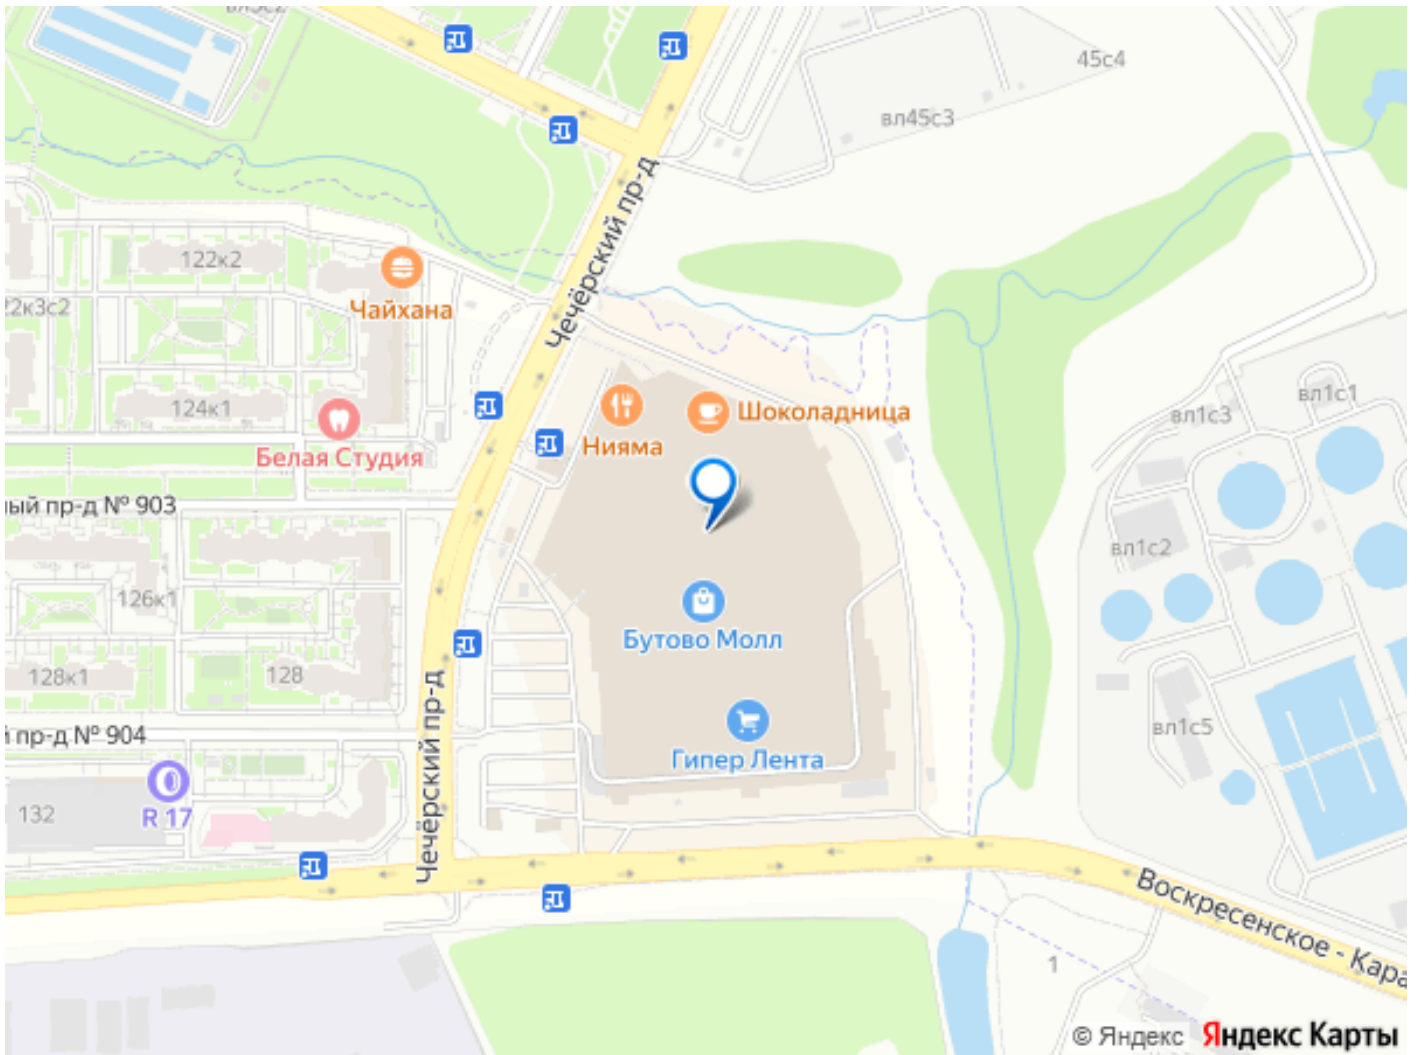 45с4
вл45с3
Чечёрский пр-д
122к2
Чайхана
22к3с2
124к1
Белая Студия
Нияма
Шоколадница
вл1с1
вл1с3
ный пр-д № 903
вл1с2
126к1
Бутово Молл
128к1
128
Чечёрский пр-д
й пр-д № 904
Гипер Лента
вл1с5
132
R 17
Воскресенское - Кара
1
© Яндекс Яндекс Карты